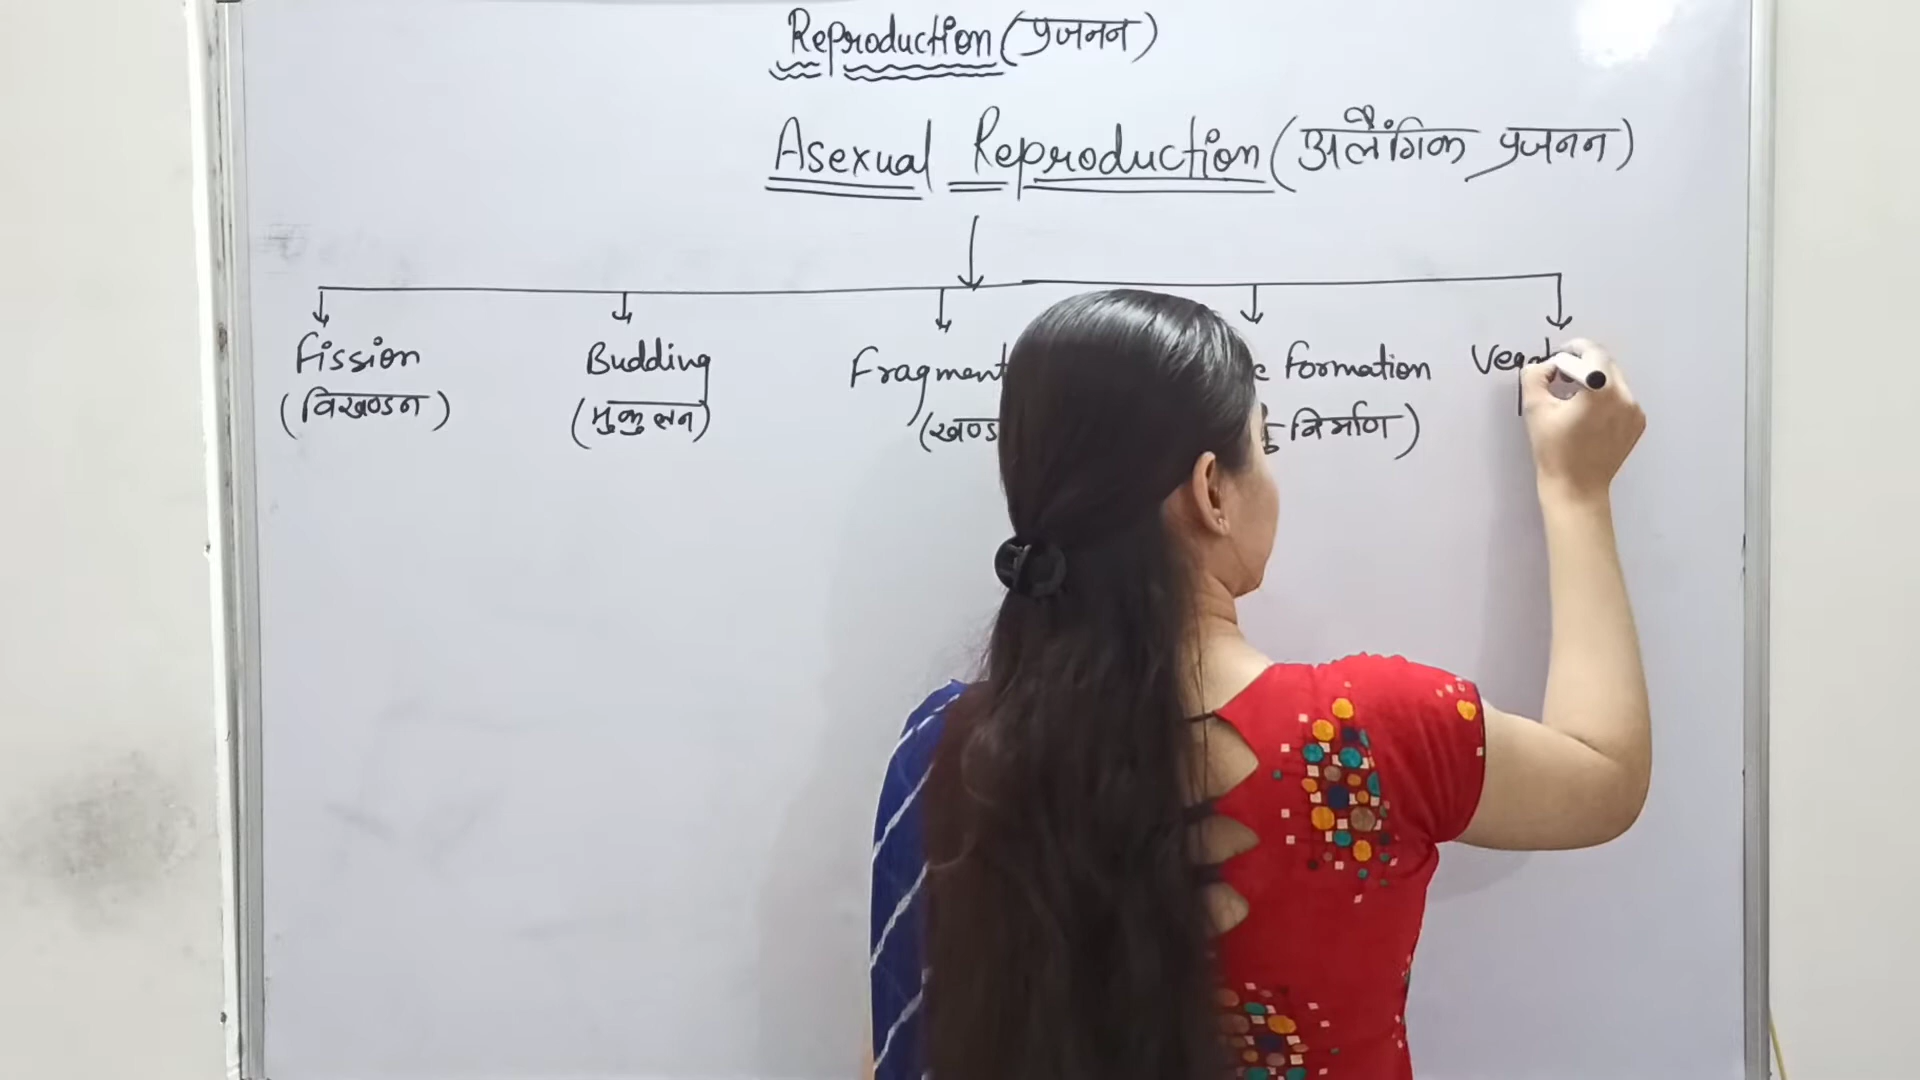 Reproduction (प्रजनन)
Asexual Reproduction (अलैंगिक प्रजनन)
Fission
(विखण्डन)
Budding
(मुकुलन)
Formation
निर्माण)